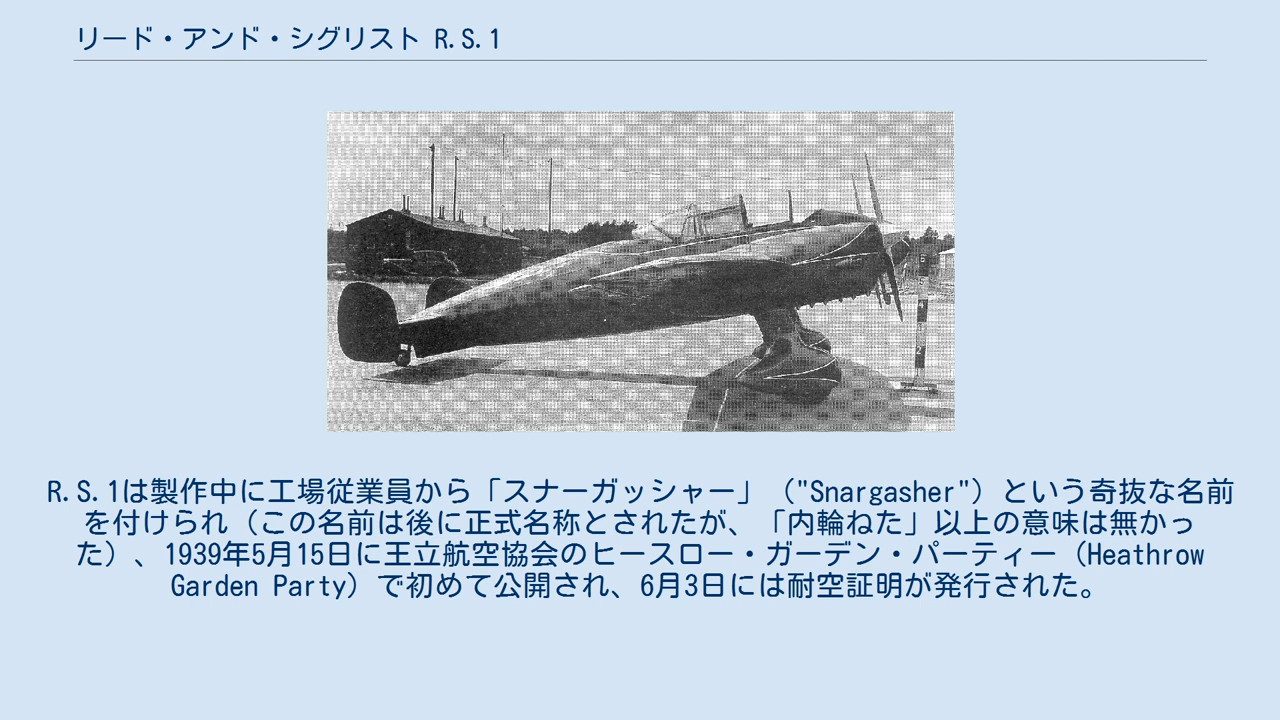 リード・アンド・シグリスト R.S.1
R.S.1は製作中に工場従業員から「スナーガッシャー」（"Snargasher"）という奇抜な名前
を付けられ（この名前は後に正式名称とされたが、「内輪ねた」以上の意味は無かっ
た）、1939年5月15日に王立航空協会のヒースロー・ガーデン・パーティー（Heathrow
Garden Party）で初めて公開され、6月3日には耐空証明が発行された。